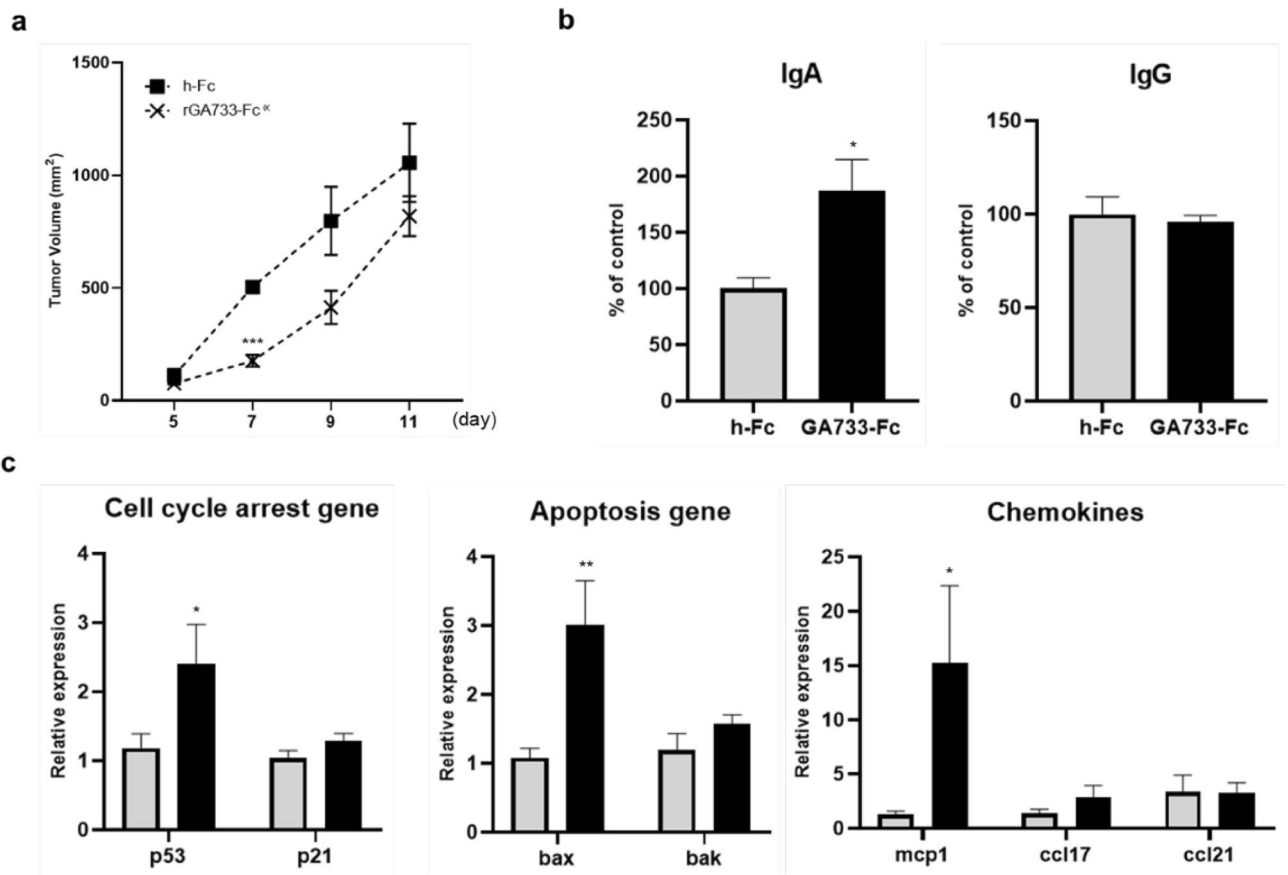 a
1500
1000
500
0
Tumor Volume (mm²)
h-Fc
rGA733-Fc ∝
***
5 7 9 11 (day)
b
IgA
250
200
150
100
50
0
% of control
*
h-Fc GA733-Fc
IgG
150
100
50
0
% of control
h-Fc GA733-Fc
c
Cell cycle arrest gene
4
3
2
1
0
Relative expression
*
p53 p21
Apoptosis gene
4
3
2
1
0
Relative expression
**
bax bak
Chemokines
25
20
15
10
5
0
Relative expression
*
mcp1 ccl17 ccl21